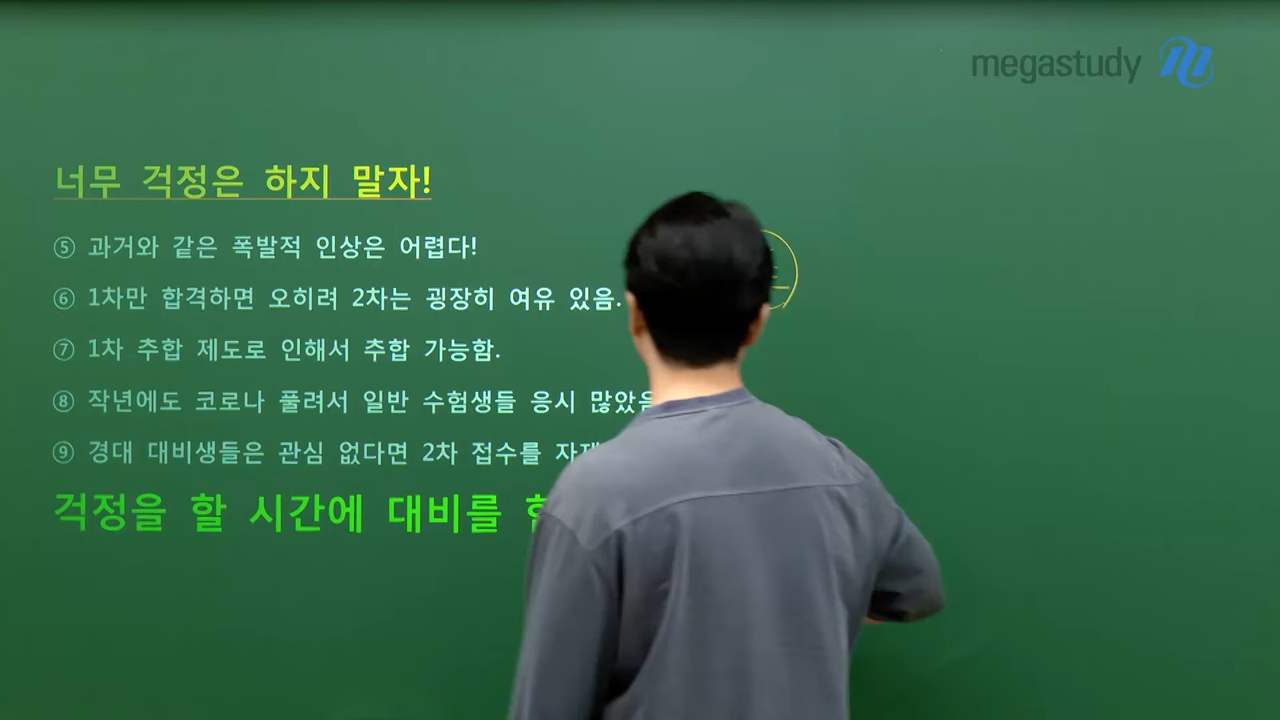 megastudy
너무 걱정은 하지 말자!
⑤ 과거와 같은 폭발적 인상은 어렵다!
⑥ 1차만 합격하면 오히려 2차는 굉장히 여유 있음.
⑦ 1차 추합 제도로 인해서 추합 가능함.
⑧ 작년에도 코로나 풀려서 일반 수험생들 응시
⑨ 경대 대비생들은 관심 없다면 2차 접수를
걱정을 할 시간에 대비를